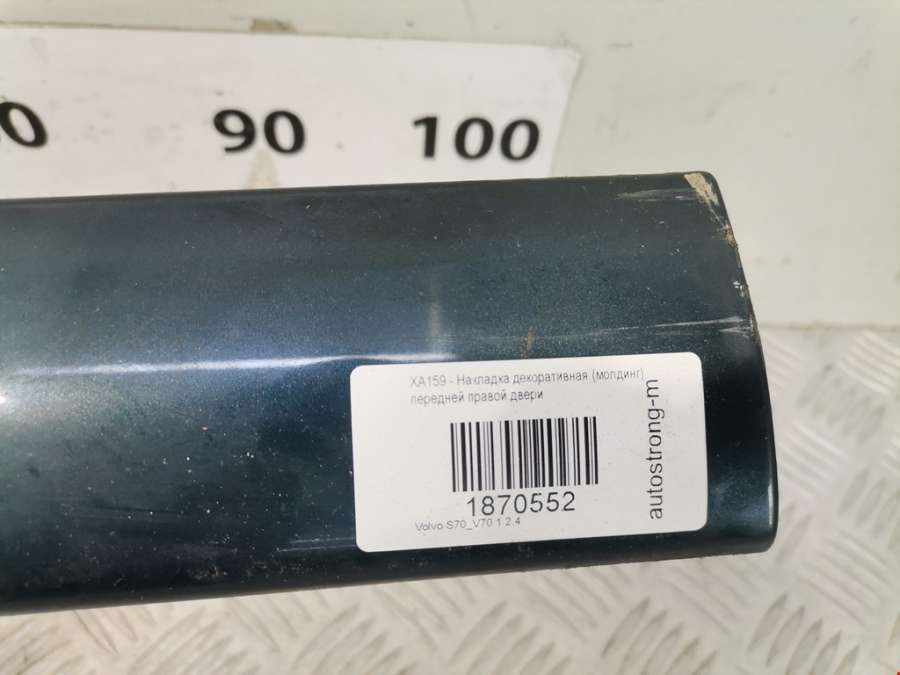 90 100
XA159 - Накладка декоративная (молдинг)
передней правой двери
1870552
Volvo S70_V70 1 2.4
autostrong-m